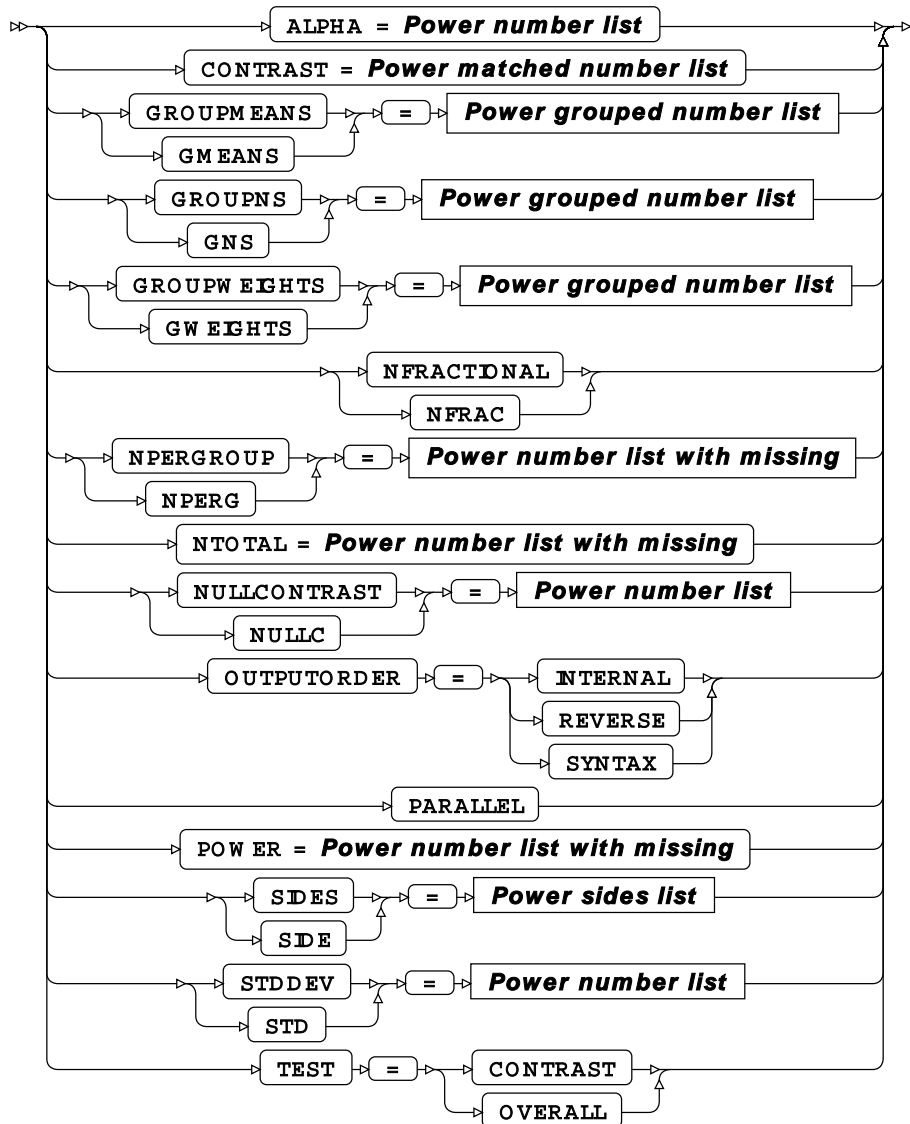 ALPHA = Power number list
CONTRAST = Power matched number list
GROUPMEANS = Power grouped number list
GMEANS
GROUPNS = Power grouped number list
GNS
GROUPWEIGHTS = Power grouped number list
GWEIGHTS
NFRACTIONAL
NFRAC
NPERGROUP = Power number list with missing
NPERG
NTOTAL = Power number list with missing
NULLCONTRAST = Power number list
NULLC
OUTPUTORDER = INTERNAL
REVERSE
SYNTAX
PARALLEL
POWER = Power number list with missing
SIDES = Power sides list
SIDE
STDDEV = Power number list
STD
TEST = CONTRAST
OVERALL